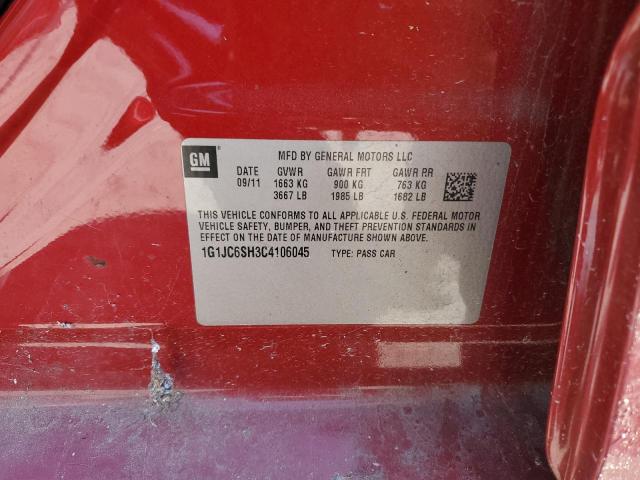 GM
MFD BY GENERAL MOTORS LLC
DATE GVWR GAWR FRT GAWR RR
09/11 1663 KG 900 KG 763 KG
3667 LB 1985 LB 1682 LB
THIS VEHICLE CONFORMS TO ALL APPLICABLE U.S. FEDERAL MOTOR
VEHICLE SAFETY, BUMPER, AND THEFT PREVENTION STANDARDS IN
EFFECT ON THE DATE OF MANUFACTURE SHOWN ABOVE.
1G1JC6SH3C4106045 TYPE: PASS CAR